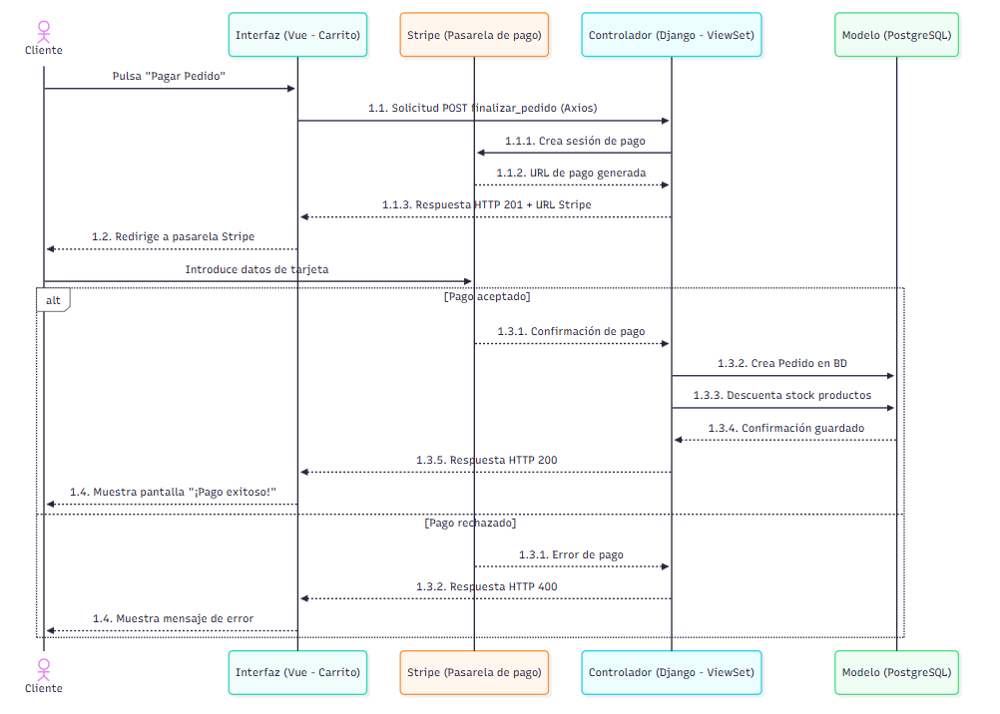 Cliente
Interfaz (Vue - Carrito)
Stripe (Pasarela de pago)
Controlador (Django - ViewSet)
Modelo (PostgreSQL)
Pulsa "Pagar Pedido"
1.1. Solicitud POST finalizar_pedido (Axios)
1.1.1. Crea sesión de pago
1.1.2. URL de pago generada
1.1.3. Respuesta HTTP 201 + URL Stripe
1.2. Redirige a pasarela Stripe
Introduce datos de tarjeta
alt
[Pago aceptado]
1.3.1. Confirmación de pago
1.3.2. Crea Pedido en BD
1.3.3. Descuenta stock productos
1.3.4. Confirmación guardado
1.3.5. Respuesta HTTP 200
1.4. Muestra pantalla "¡Pago exitoso!"
[Pago rechazado]
1.3.1. Error de pago
1.3.2. Respuesta HTTP 400
1.4. Muestra mensaje de error
Cliente
Interfaz (Vue - Carrito)
Stripe (Pasarela de pago)
Controlador (Django - ViewSet)
Modelo (PostgreSQL)